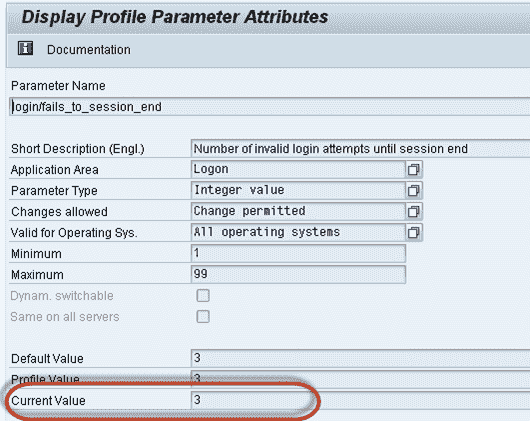 Display Profile Parameter Attributes
Documentation
Parameter Name
login/fails_to_session_end
Short Description (Engl.) Number of invalid login attempts until session end
Application Area Logon
Parameter Type Integer value
Changes allowed Change permitted
Valid for Operating Sys. All operating systems
Minimum 1
Maximum 99
Dynam. switchable
Same on all servers
Default Value 3
Profile Value 3
Current Value 3